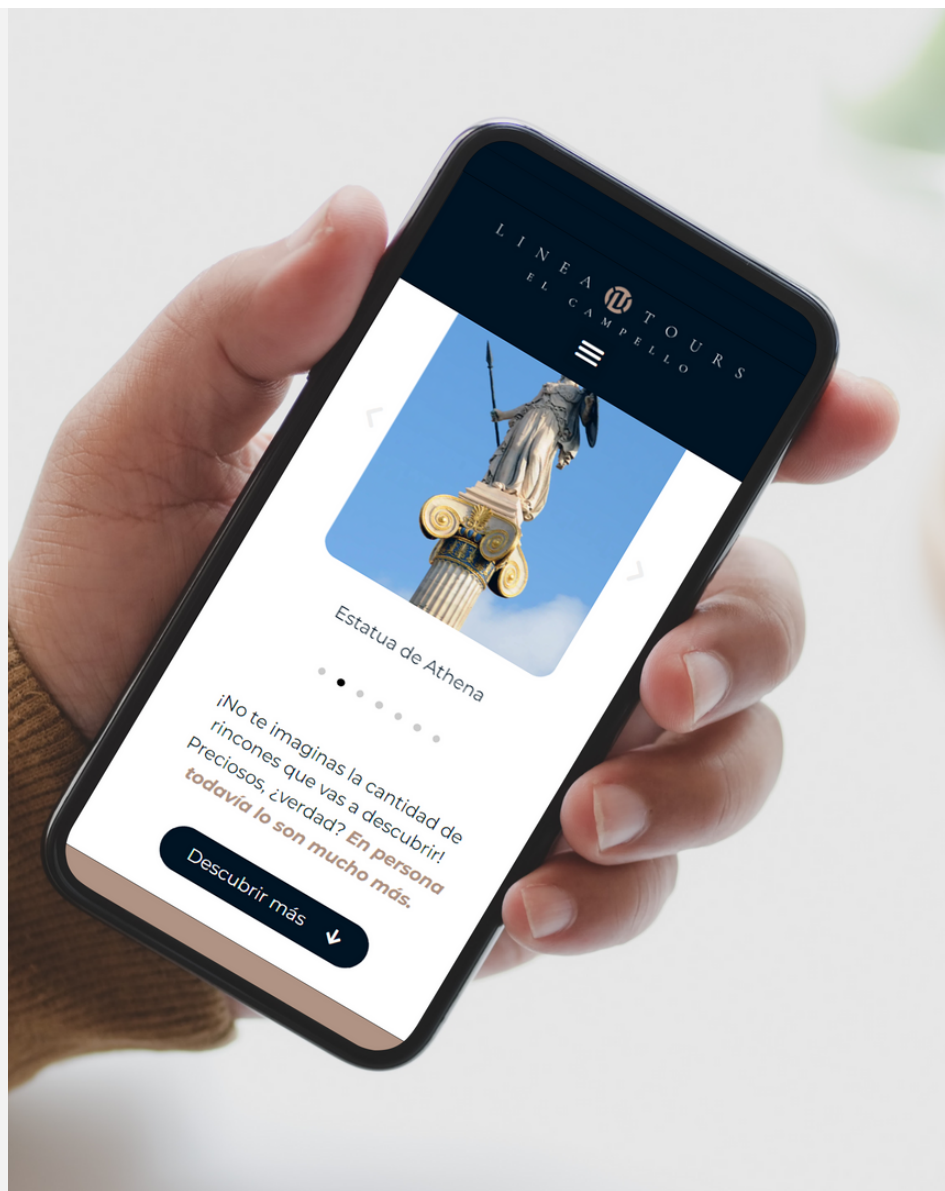 LINEA TOURS
EL CAMPELLO
Estatua de Athena
¡No te imaginas la cantidad de
rincones que vas a descubrir!
Preciosos, ¿verdad? En persona
todavía lo son mucho más.
Descubrir más